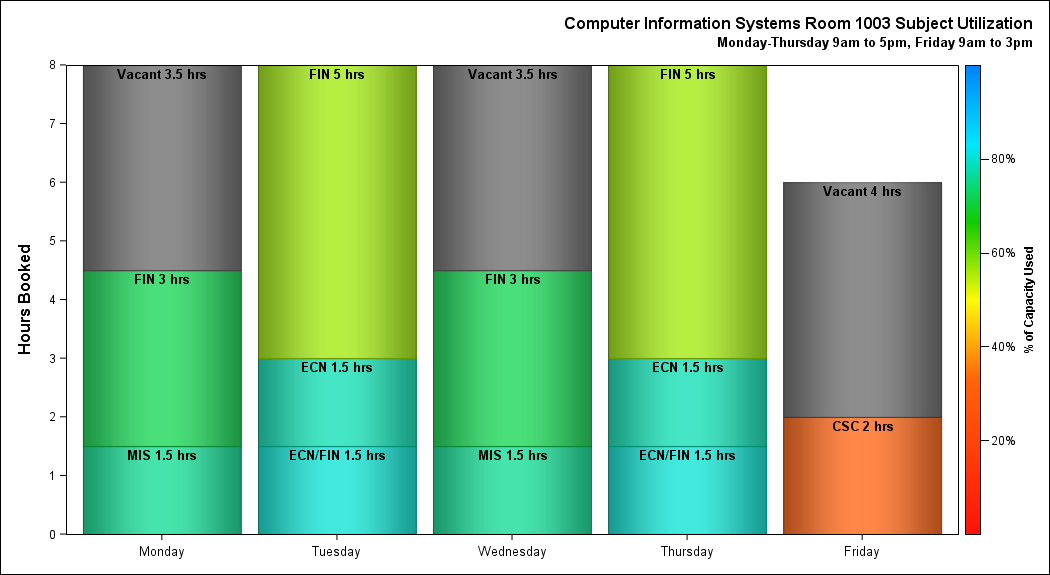 Computer Information Systems Room 1003 Subject Utilization
Monday-Thursday 9am to 5pm, Friday 9am to 3pm
Hours Booked
8
7
6
5
4
3
2
1
0
Vacant 3.5 hrs
FIN 3 hrs
MIS 1.5 hrs
FIN 5 hrs
ECN 1.5 hrs
ECN/FIN 1.5 hrs
Vacant 3.5 hrs
FIN 3 hrs
MIS 1.5 hrs
FIN 5 hrs
ECN 1.5 hrs
ECN/FIN 1.5 hrs
Vacant 4 hrs
CSC 2 hrs
Monday
Tuesday
Wednesday
Thursday
Friday
80%
60%
40%
20%
% of Capacity Used